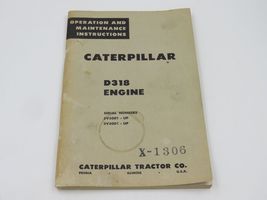 OPERATION AND
MAINTENANCE
INSTRUCTIONS
CATERPILLAR
D318
ENGINE
SERIAL NUMBERS
X-1306
CATERPILLAR TRACTOR CO.
PEORIA, ILLINOIS U.S.A.